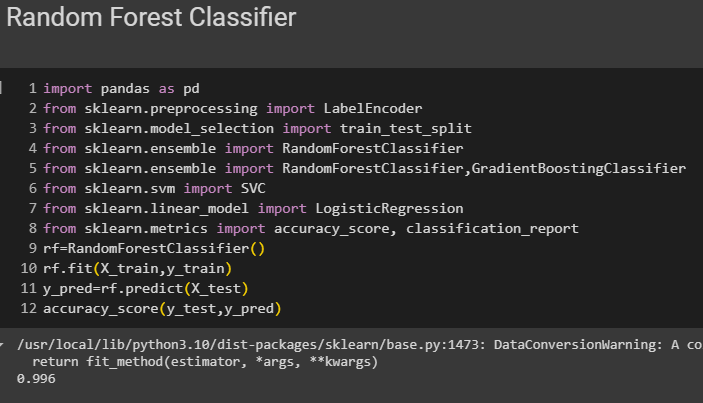 Random Forest Classifier
1 import pandas as pd
2 from sklearn.preprocessing import LabelEncoder
3 from sklearn.model_selection import train_test_split
4 from sklearn.ensemble import RandomForestClassifier
5 from sklearn.ensemble import RandomForestClassifier,GradientBoostingClassifier
6 from sklearn.svm import SVC
7 from sklearn.linear_model import LogisticRegression
8 from sklearn.metrics import accuracy_score, classification_report
9 rf=RandomForestClassifier()
10 rf.fit(X_train,y_train)
11 y_pred=rf.predict(X_test)
12 accuracy_score(y_test,y_pred)
/usr/local/lib/python3.10/dist-packages/sklearn/base.py:1473: DataConversionWarning: A co
return fit_method(estimator, *args, **kwargs)
0.996